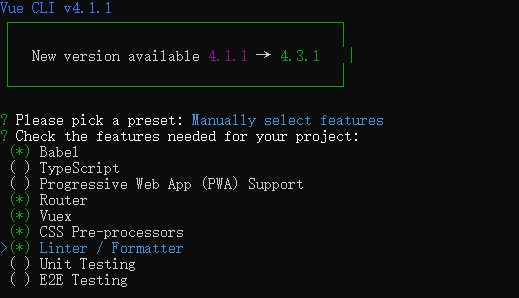 Vue CLI v4.1.1
New version available 4.1.1 → 4.3.1
? Please pick a preset: Manually select features
? Check the features needed for your project:
(*) Babel
( ) TypeScript
( ) Progressive Web App (PWA) Support
(*) Router
(*) Vuex
(*) CSS Pre-processors
>(*) Linter / Formatter
( ) Unit Testing
( ) E2E Testing